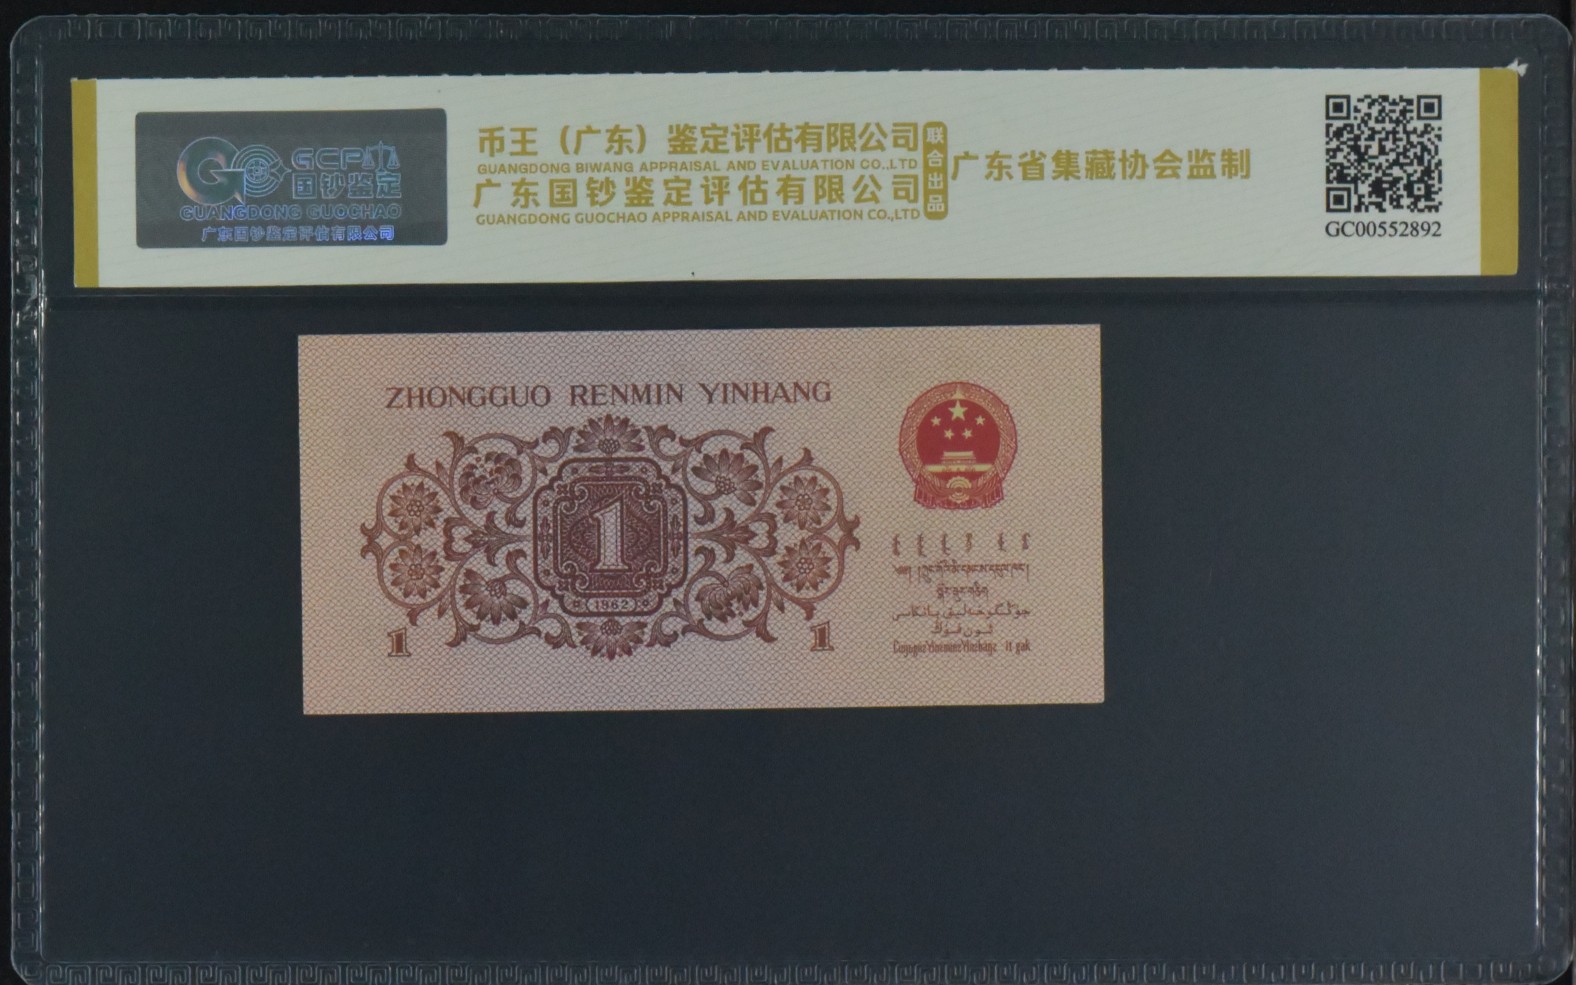 GCP
国钞鉴定
GUANGDONG GUOCHAO
广东国钞鉴定评估有限公司
币王（广东）鉴定评估有限公司
GUANGDONG BIWANG APPRAISAL AND EVALUATION CO.,LTD
广东国钞鉴定评估有限公司
GUANGDONG GUOCHAO APPRAISAL AND EVALUATION CO.,LTD
联合出品
广东省集藏协会监制
GC00552892
ZHONGGUO RENMIN YINHANG
1
(1962)
1
1